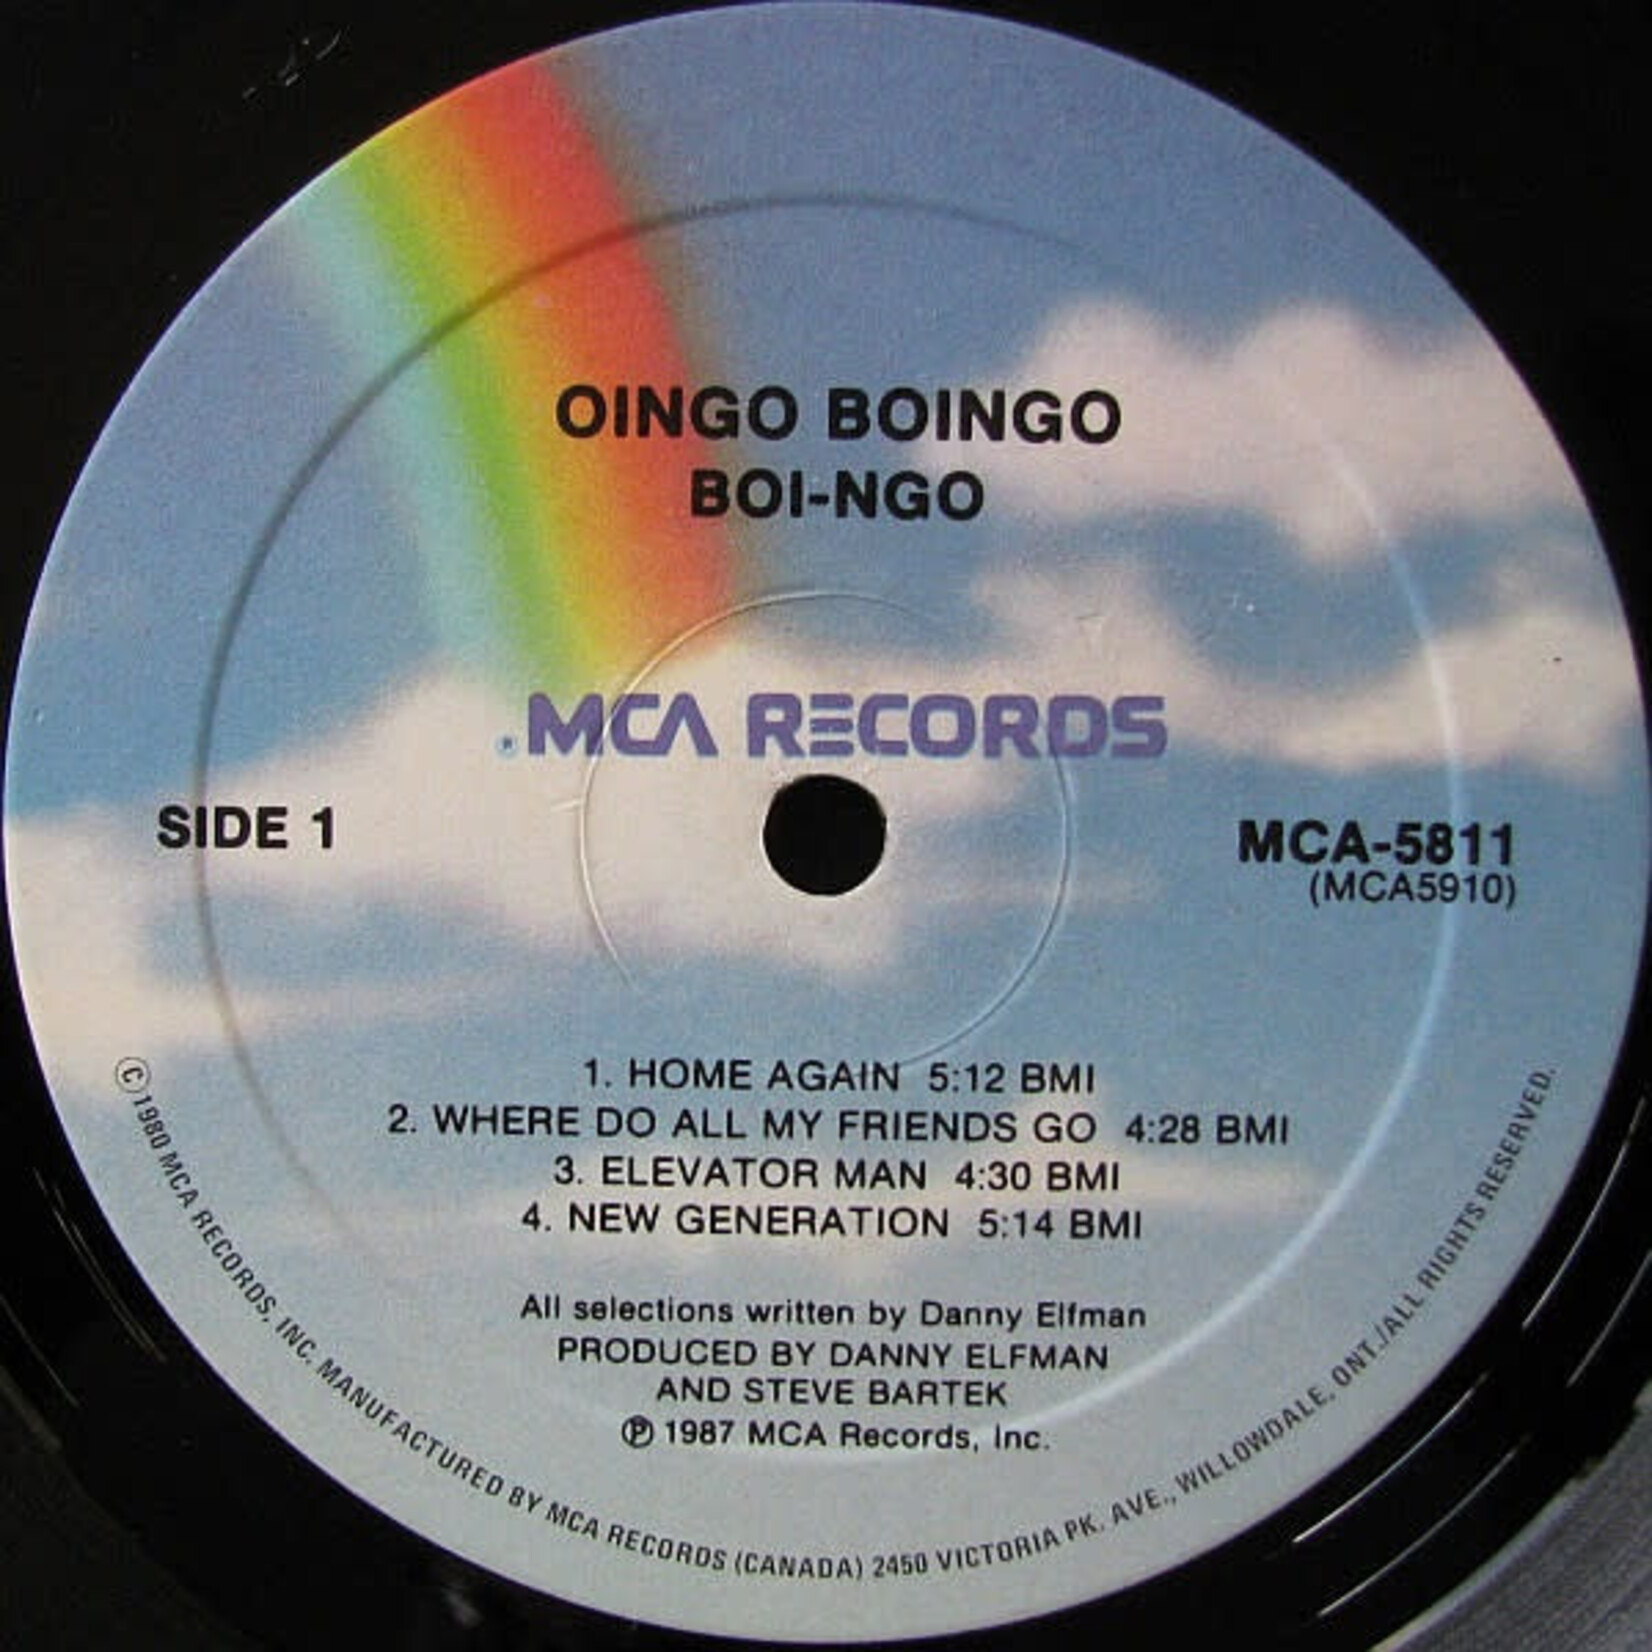 OINGO BOINGO
BOI-NGO
®MCA RECORDS
SIDE 1
MCA-5811
(MCA5910)
1. HOME AGAIN 5:12 BMI
2. WHERE DO ALL MY FRIENDS GO 4:28 BMI
3. ELEVATOR MAN 4:30 BMI
4. NEW GENERATION 5:14 BMI
All selections written by Danny Elfman
PRODUCED BY DANNY ELFMAN
AND STEVE BARTEK
℗ 1987 MCA Records, Inc.
©1980 MCA RECORDS, INC. MANUFACTURED BY MCA RECORDS (CANADA) 2450 VICTORIA PK. AVE., WILLOWDALE, ONT./ALL RIGHTS RESERVED.